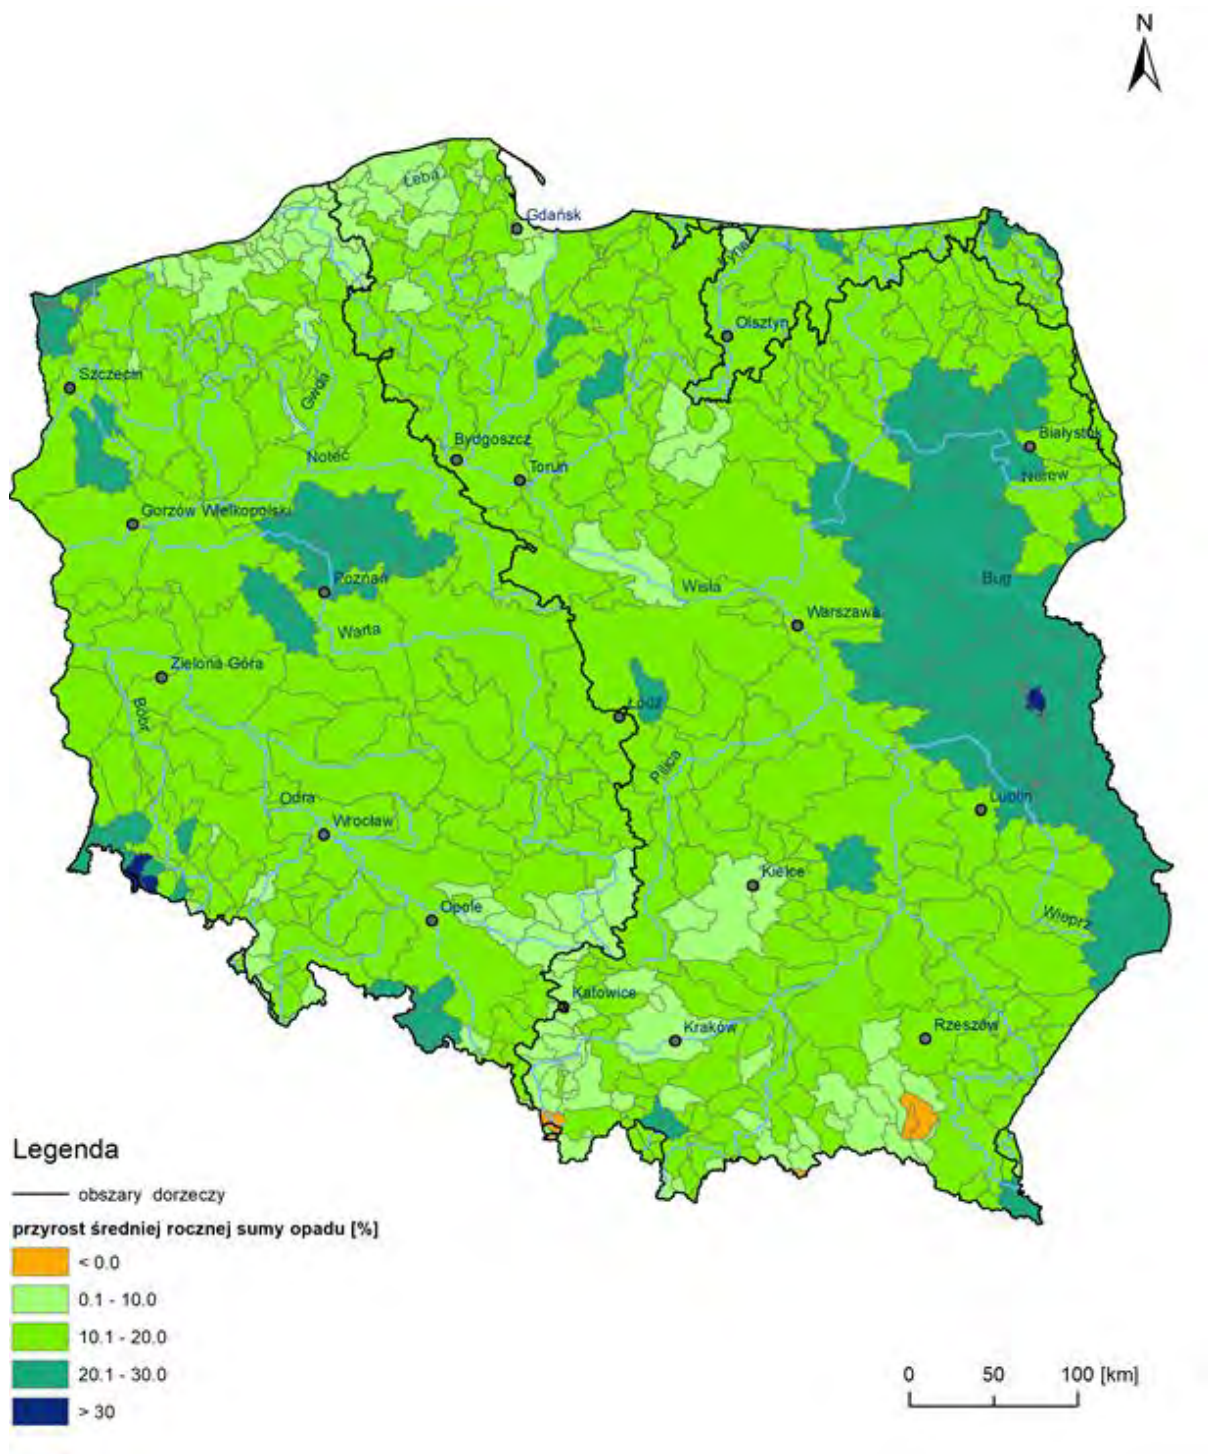 N
Łeba
Gdańsk
Łyna
Olsztyn
Szczecin
Gwda
Białystok
Bydgoszcz
Noteć
Toruń
Narew
Gorzów Wielkopolski
Poznań
Bug
Wisła
Warszawa
Warta
Zielona Góra
Bóbr
Łódź
Pilica
Odra
Lublin
Wrocław
Kielce
Opole
Wieprz
Katowice
Kraków
Rzeszów
Legenda
obszary dorzeczy
przyrost średniej rocznej sumy opadu [%]
< 0.0
0.1 - 10.0
10.1 - 20.0
20.1 - 30.0
> 30
0 50 100 [km]